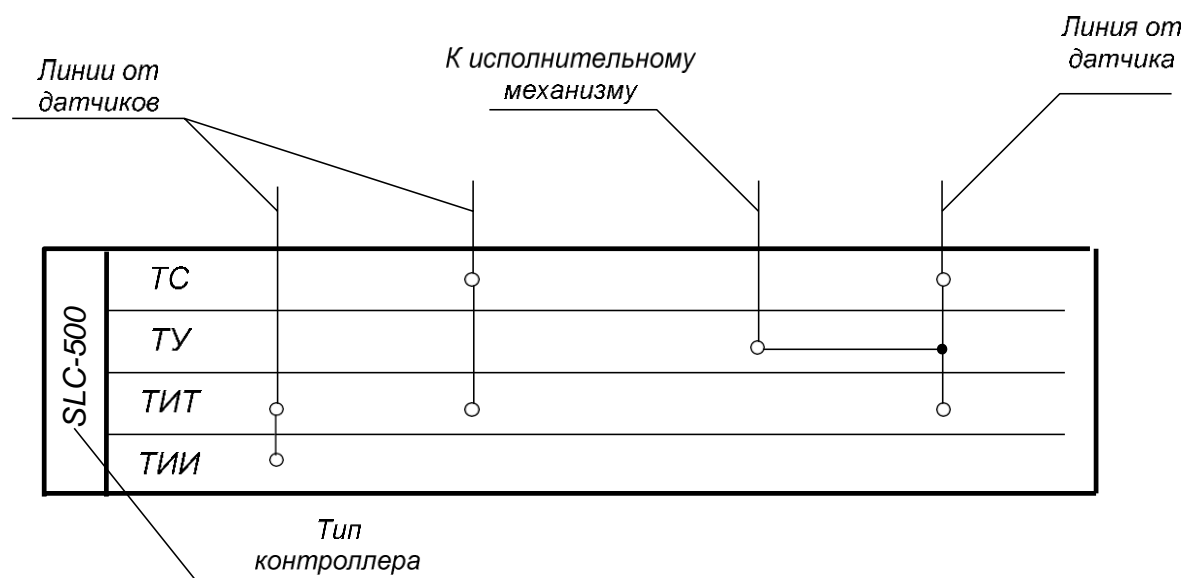 Линия от
датчика
К исполнительному
механизму
Линии от
датчиков
SLC-500
ТС
ТУ
ТИТ
ТИИ
Тип
контроллера